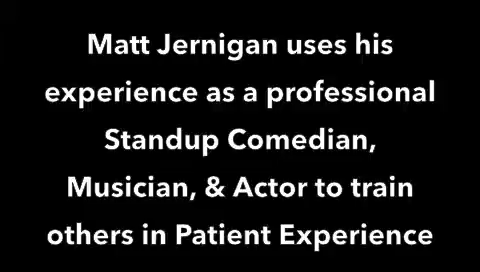 Matt Jernigan uses his
experience as a professional
Standup Comedian,
Musician, & Actor to train
others in Patient Experience